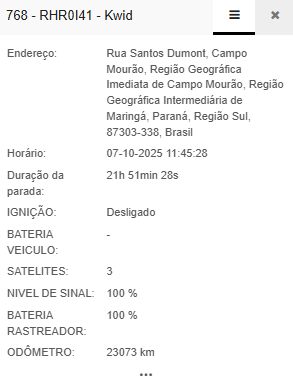 768 - RHR0I41 - Kwid
Endereço: Rua Santos Dumont, Campo
Mourão, Região Geográfica
Imediata de Campo Mourão, Região
Geográfica Intermediária de
Maringá, Paraná, Região Sul,
87303-338, Brasil
Horário: 07-10-2025 11:45:28
Duração da
parada: 21h 51min 28s
IGNIÇÃO: Desligado
BATERIA
VEICULO: -
SATELITES: 3
NIVEL DE SINAL: 100 %
BATERIA
RASTREADOR: 100 %
ODÔMETRO: 23073 km